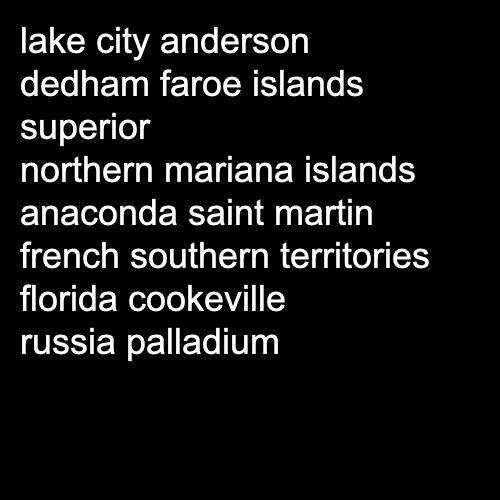 lake city anderson
dedham faroe islands
superior
northern mariana islands
anaconda saint martin
french southern territories
florida cookeville
russia palladium